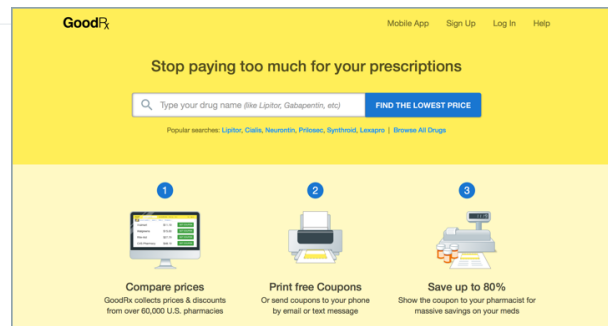 GoodRx
Mobile App Sign Up Log In Help
Stop paying too much for your prescriptions
Type your drug name (like Lipitor, Gabapentin, etc)
FIND THE LOWEST PRICE
Popular searches: Lipitor, Cialis, Neurontin, Prilosec, Synthroid, Lexapro | Browse All Drugs
1
Compare prices
GoodRx collects prices & discounts
from over 60,000 U.S. pharmacies
2
Print free Coupons
Or send coupons to your phone
by email or text message
3
Save up to 80%
Show the coupon to your pharmacist for
massive savings on your meds